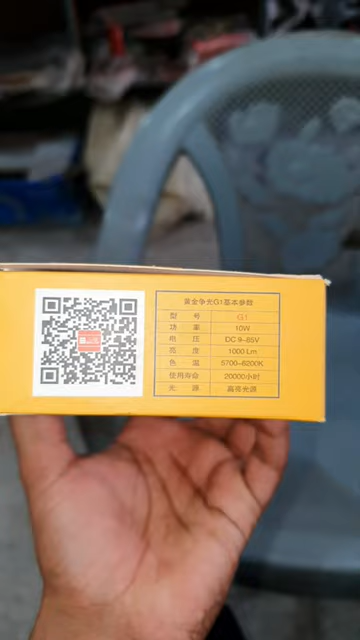 黄金争光G1基本参数
型 号 G1
功 率 10W
电 压 DC 9-85V
亮 度 1000 Lm
色 温 5700-6200K
使用寿命 20000小时
光 源 高亮光源